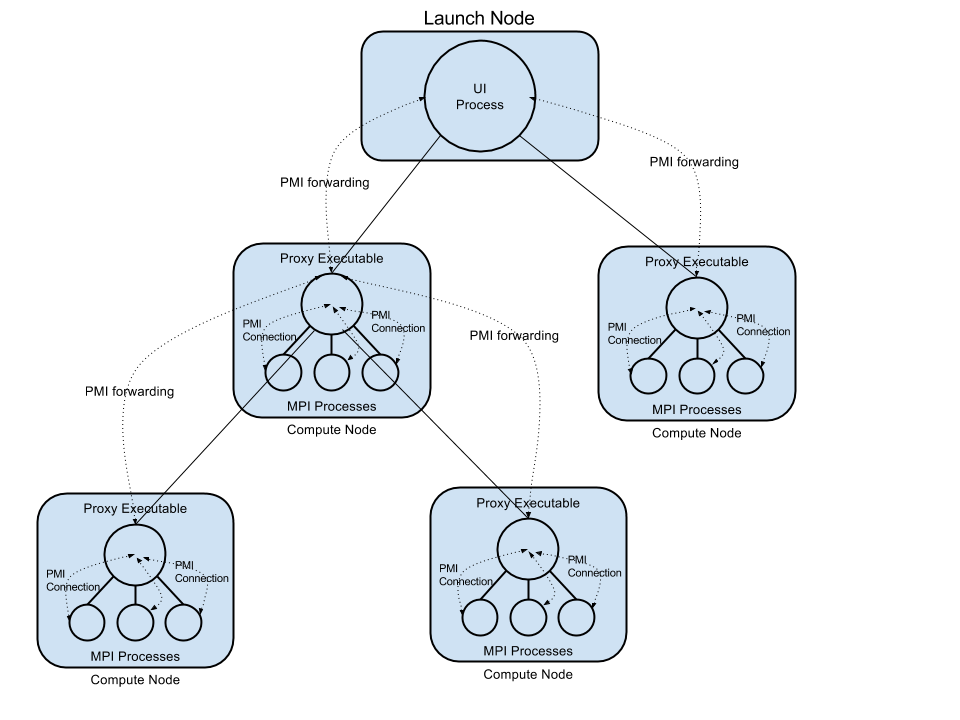 Launch Node
UI
Process
PMI forwarding
PMI forwarding
Proxy Executable
PMI
Connection
PMI
Connection
MPI Processes
Compute Node
Proxy Executable
PMI
Connection
PMI
Connection
MPI Processes
Compute Node
PMI forwarding
PMI forwarding
Proxy Executable
PMI
Connection
PMI
Connection
MPI Processes
Compute Node
Proxy Executable
PMI
Connection
PMI
Connection
MPI Processes
Compute Node